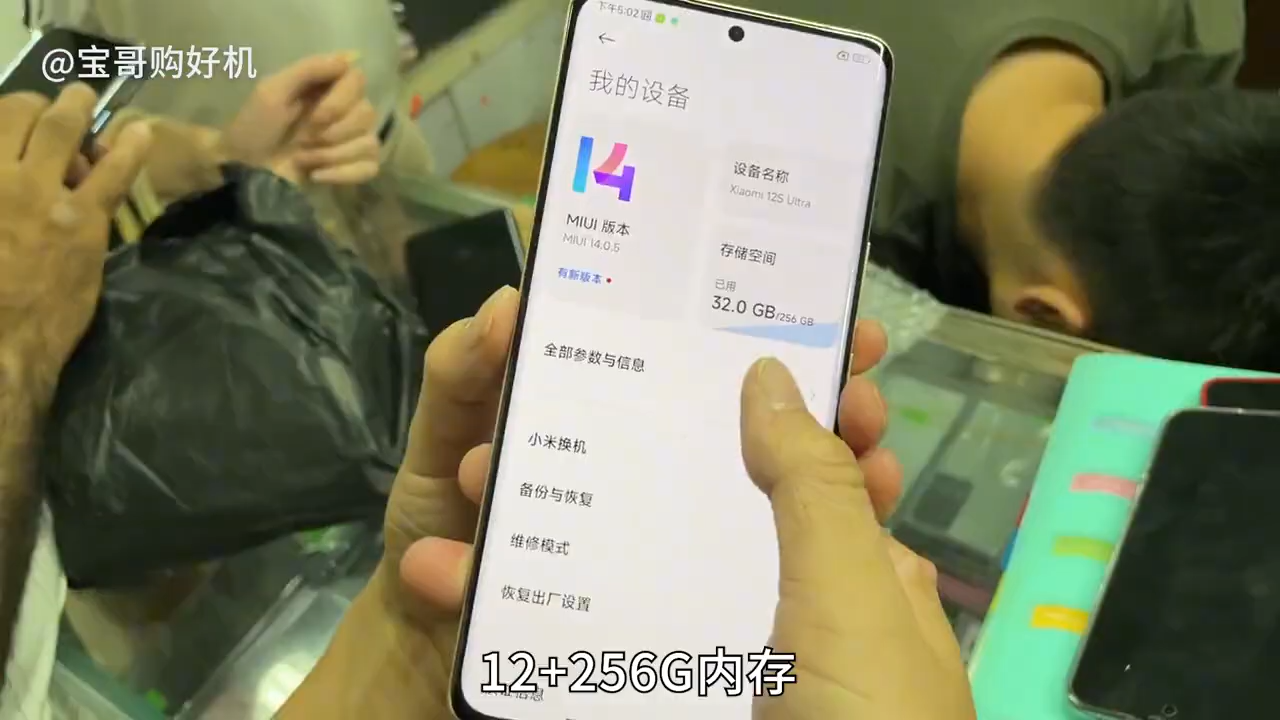 @宝哥购好机
下午5:02
我的设备
14
MIUI 版本
MIUI 14.0.5
有新版本
设备名称
Xiaomi 12S Ultra
存储空间
已用
32.0 GB/256 GB
全部参数与信息
小米换机
备份与恢复
维修模式
恢复出厂设置
12+256G内存